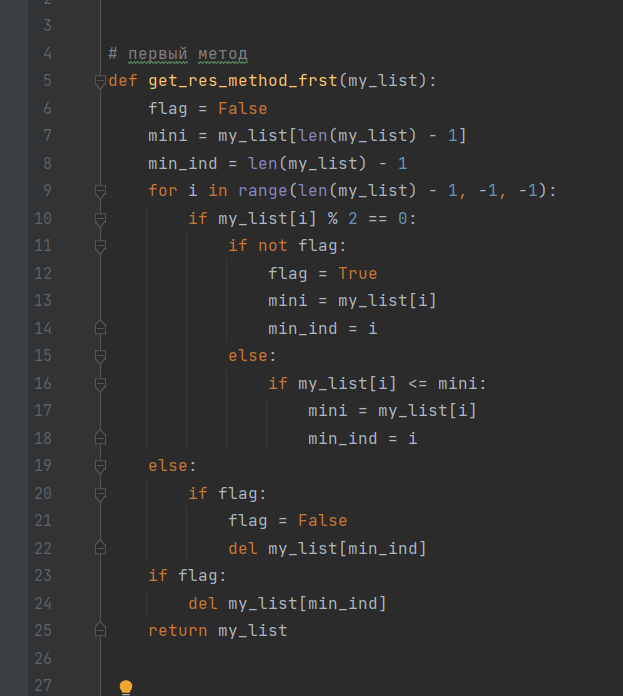 2
3
4 # первый метод
5 def get_res_method_frst(my_list):
6     flag = False
7     mini = my_list[len(my_list) - 1]
8     min_ind = len(my_list) - 1
9     for i in range(len(my_list) - 1, -1, -1):
10         if my_list[i] % 2 == 0:
11             if not flag:
12                 flag = True
13                 mini = my_list[i]
14                 min_ind = i
15             else:
16                 if my_list[i] <= mini:
17                     mini = my_list[i]
18                     min_ind = i
19     else:
20         if flag:
21             flag = False
22             del my_list[min_ind]
23     if flag:
24         del my_list[min_ind]
25     return my_list
26
27